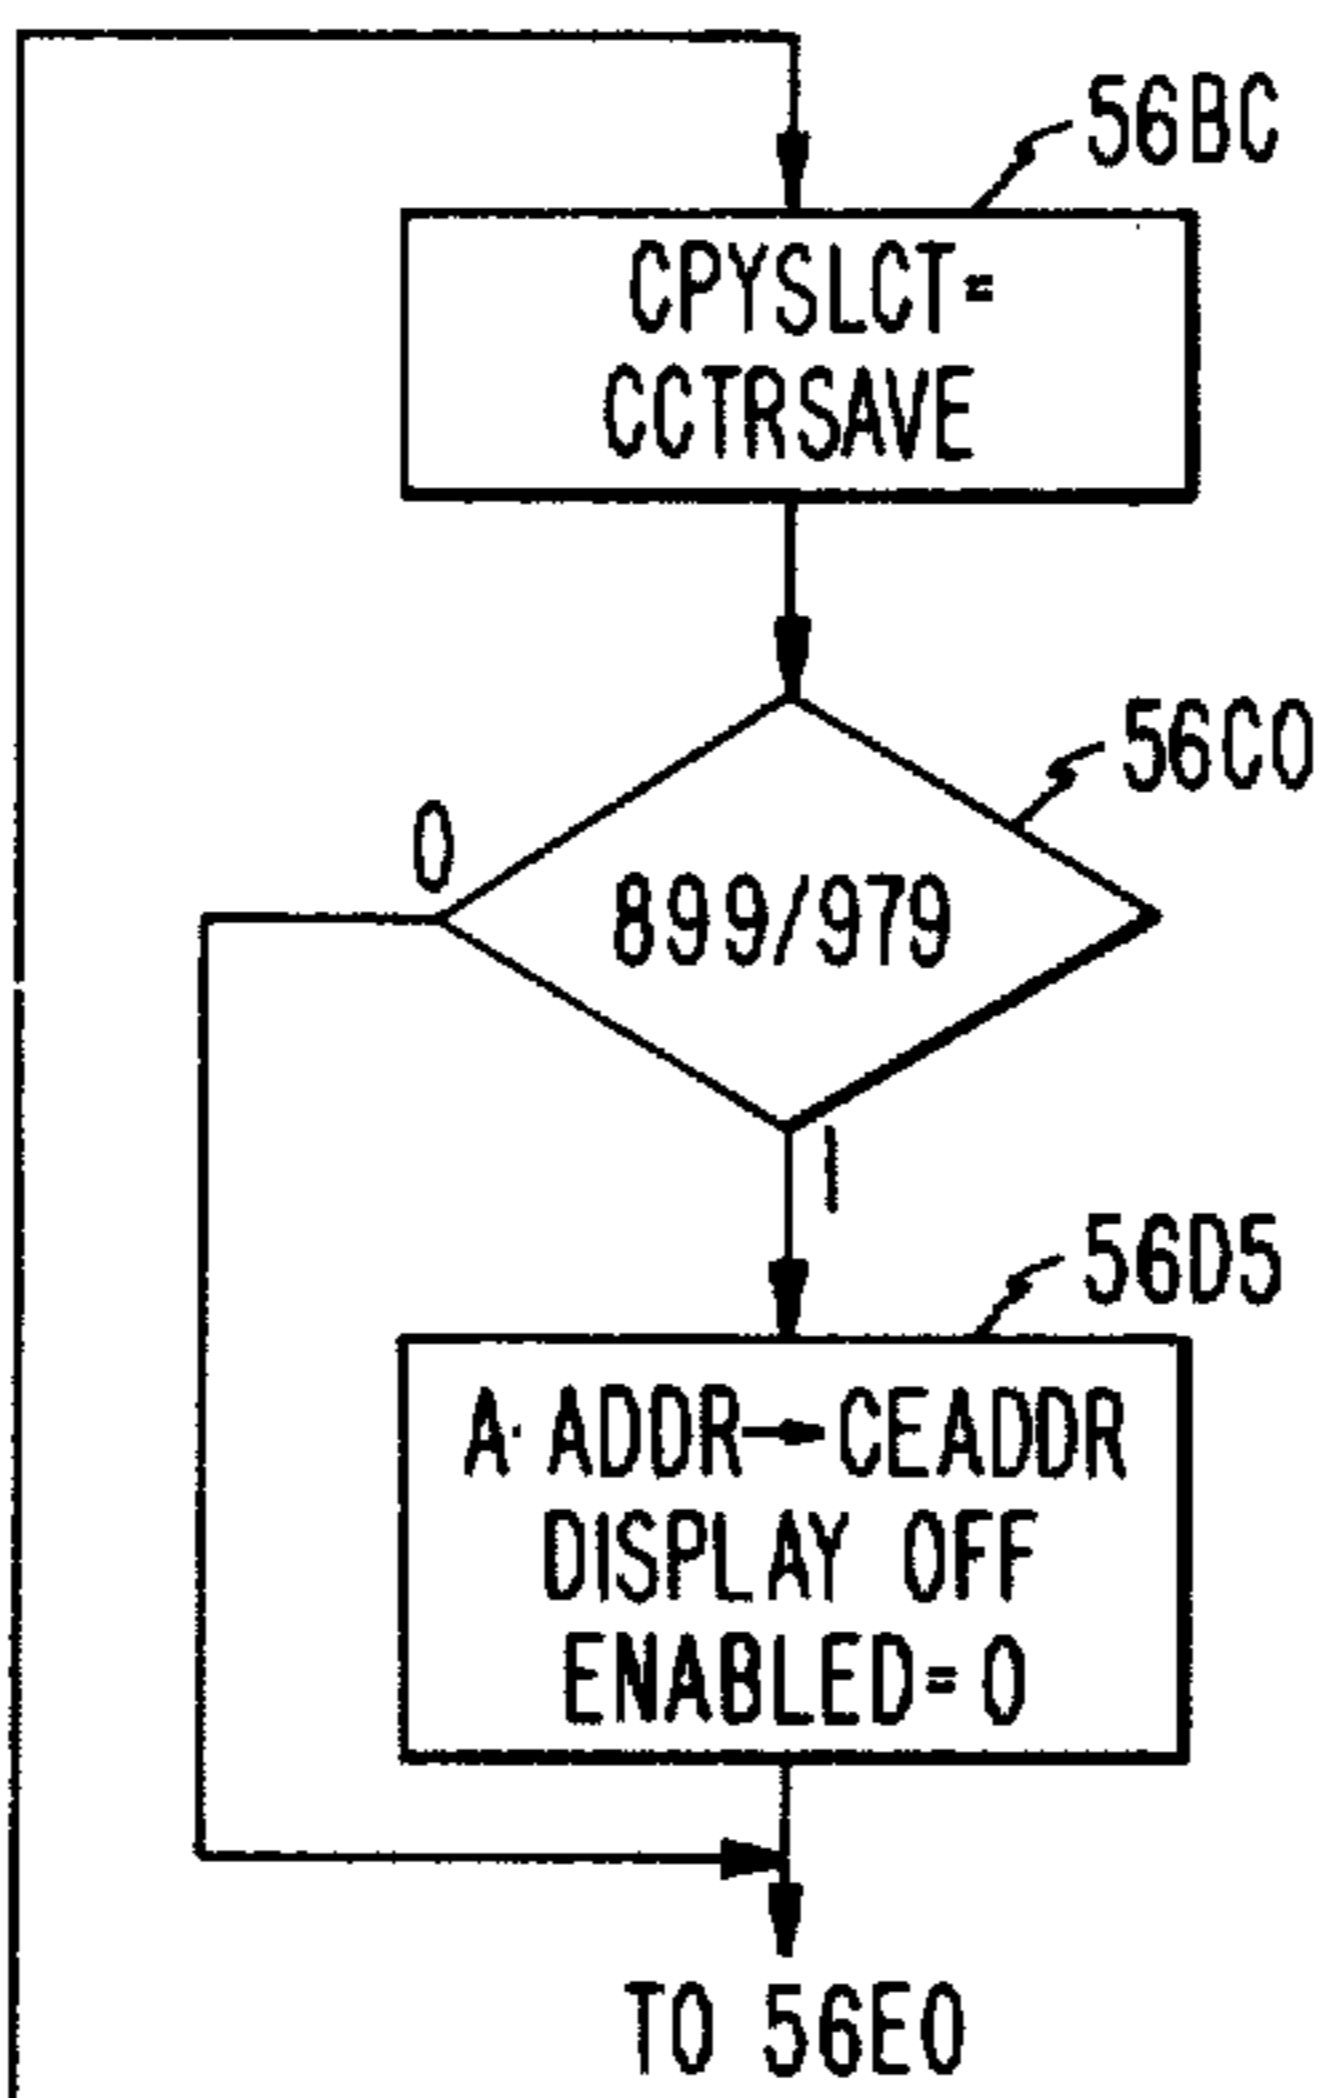 56BC
CPYSLCT=
CCTRSAVE
56C0
0
899/979
1
56D5
A· ADDR→CEADDR
DISPLAY OFF
ENABLED=0
TO 56E0